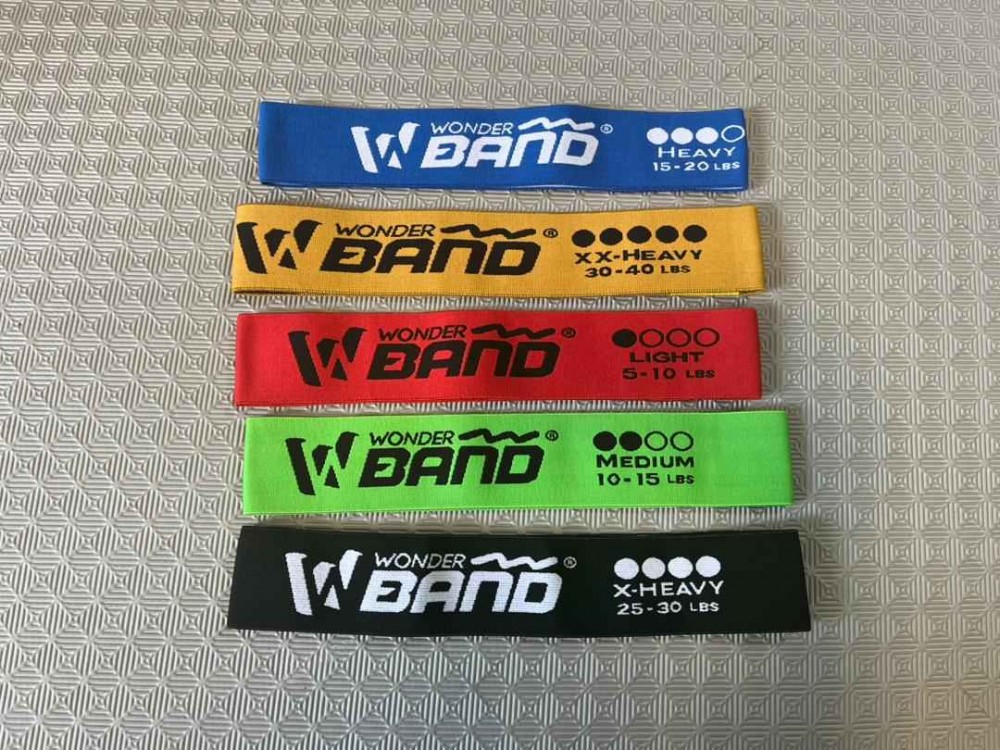 W WONDER BAND®
●●●○
HEAVY
15-20 LBS
W WONDER BAND®
●●●●●
XX-HEAVY
30-40 LBS
W WONDER BAND®
●○○○
LIGHT
5-10 LBS
W WONDER BAND®
●●○○
MEDIUM
10-15 LBS
W WONDER BAND®
●●●●
X-HEAVY
25-30 LBS